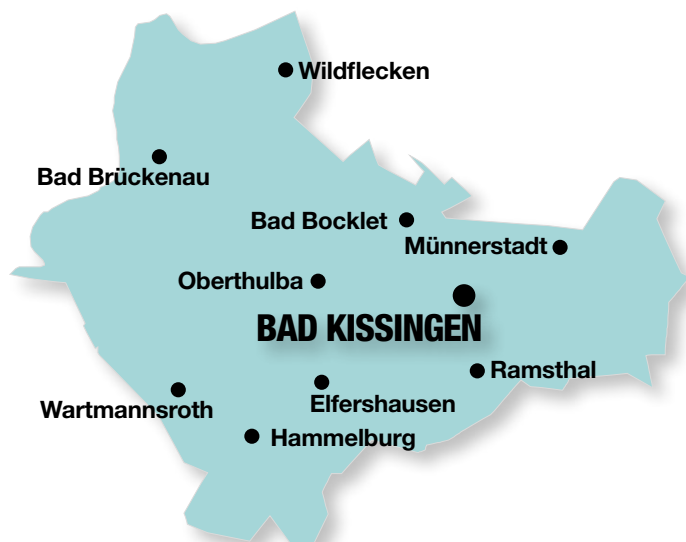 Wildflecken
Bad Brückenau
Bad Bocklet
Münnerstadt
Oberthulba
BAD KISSINGEN
Ramsthal
Elfershausen
Wartmannsroth
Hammelburg